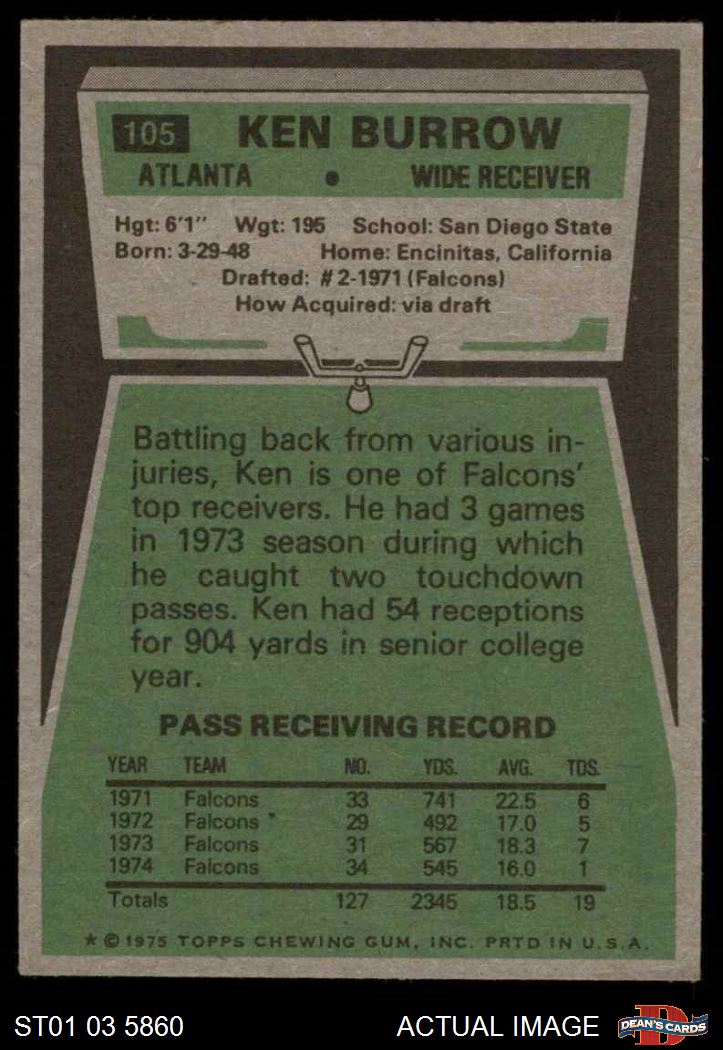 105 KEN BURROW
ATLANTA • WIDE RECEIVER
Hgt: 6'1" Wgt: 195 School: San Diego State
Born: 3-29-48 Home: Encinitas, California
Drafted: #2-1971 (Falcons)
How Acquired: via draft
Battling back from various in-
juries, Ken is one of Falcons'
top receivers. He had 3 games
in 1973 season during which
he caught two touchdown
passes. Ken had 54 receptions
for 904 yards in senior college
year.
PASS RECEIVING RECORD
YEAR TEAM NO. YDS. AVG. TDS.
1971 Falcons 33 741 22.5 6
1972 Falcons 29 492 17.0 5
1973 Falcons 31 567 18.3 7
1974 Falcons 34 545 16.0 1
Totals 127 2345 18.5 19
★ © 1975 TOPPS CHEWING GUM, INC. PRTD IN U.S.A.
ST01 03 5860 ACTUAL IMAGE D DEAN'S CARDS